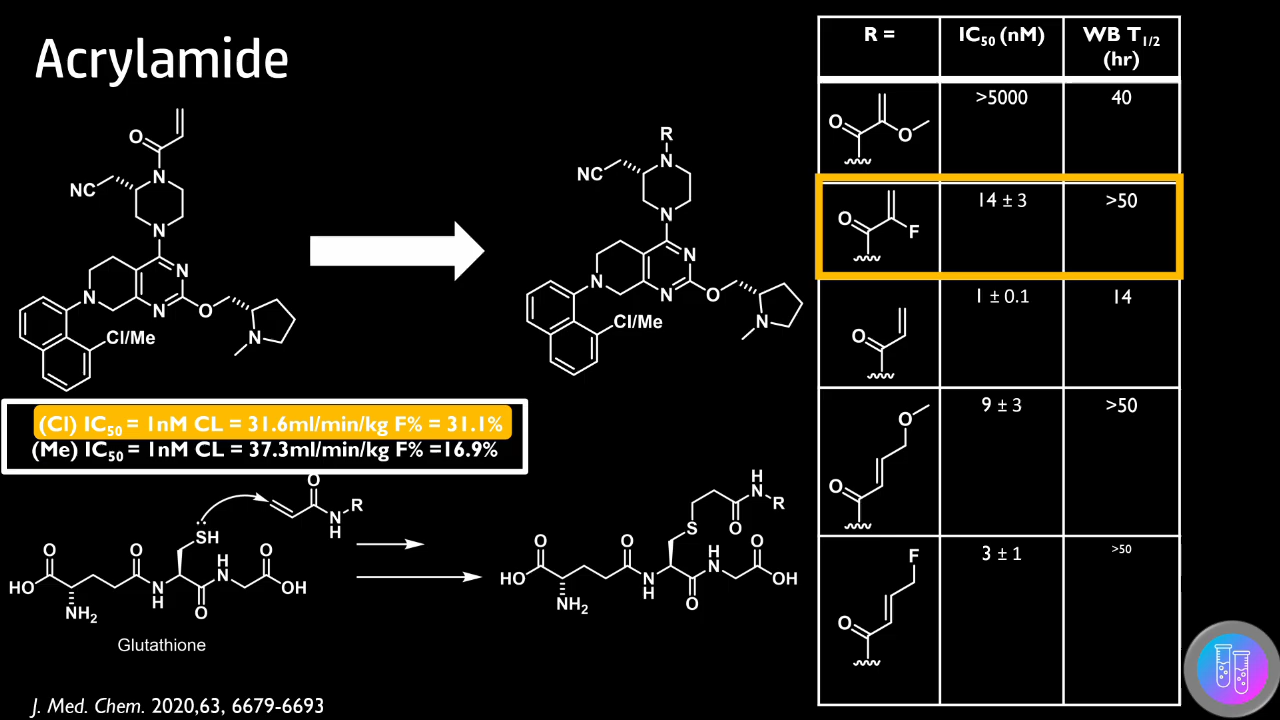 Acrylamide
O
N
NC
N
N
N
N
O
Cl/Me
N
R
N
NC
N
N
N
N
O
Cl/Me
N
(Cl) IC50 = 1nM CL = 31.6ml/min/kg F% = 31.1%
(Me) IC50 = 1nM CL = 37.3ml/min/kg F% =16.9%
O
R
N
H
SH
O
O
H
N
O
HO
N
H
O
OH
NH2
Glutathione
H
N
R
O
S
O
O
H
N
O
HO
N
H
O
OH
NH2
R = IC50 (nM) WB T1/2 (hr)
O O >5000 40
O F 14 ± 3 >50
O 1 ± 0.1 14
O O 9 ± 3 >50
F O 3 ± 1 >50
J. Med. Chem. 2020,63, 6679-6693